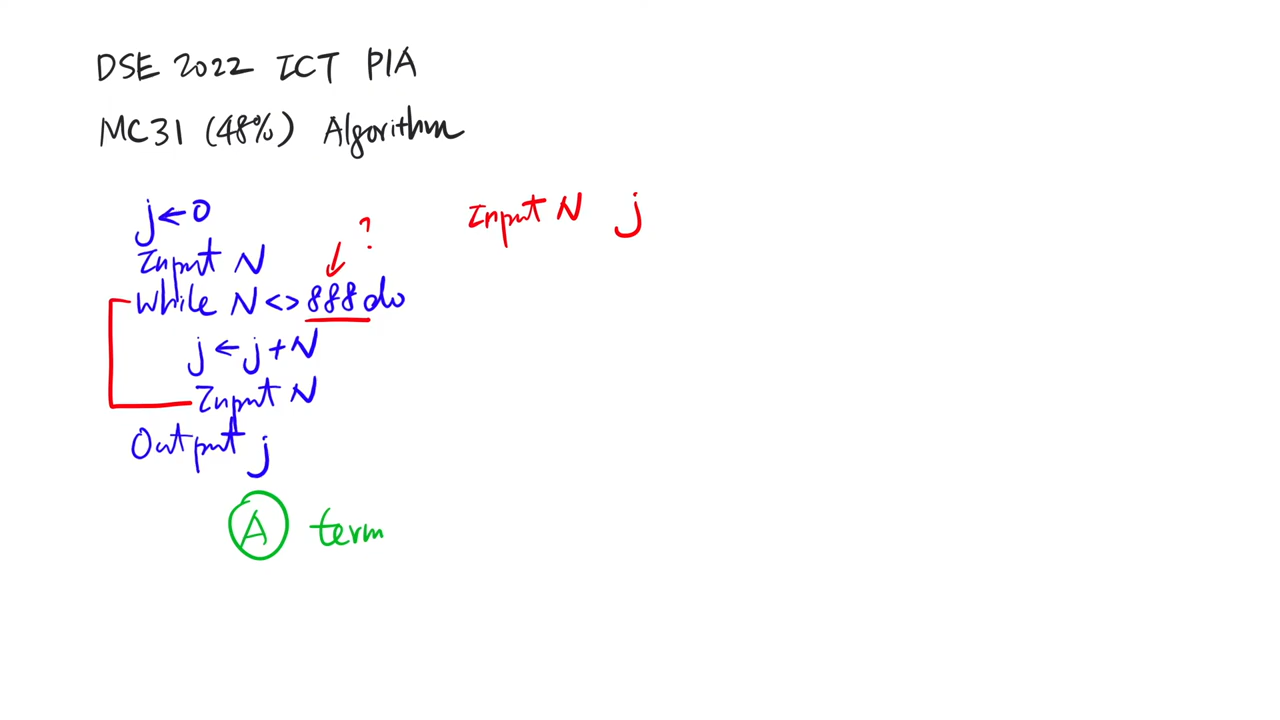 DSE 2022 ICT P1A
MC31 (48%) Algorithm
j ← 0
Input N
While N <> 888 do
?
j ← j + N
Input N
Output j
A term
Input N j